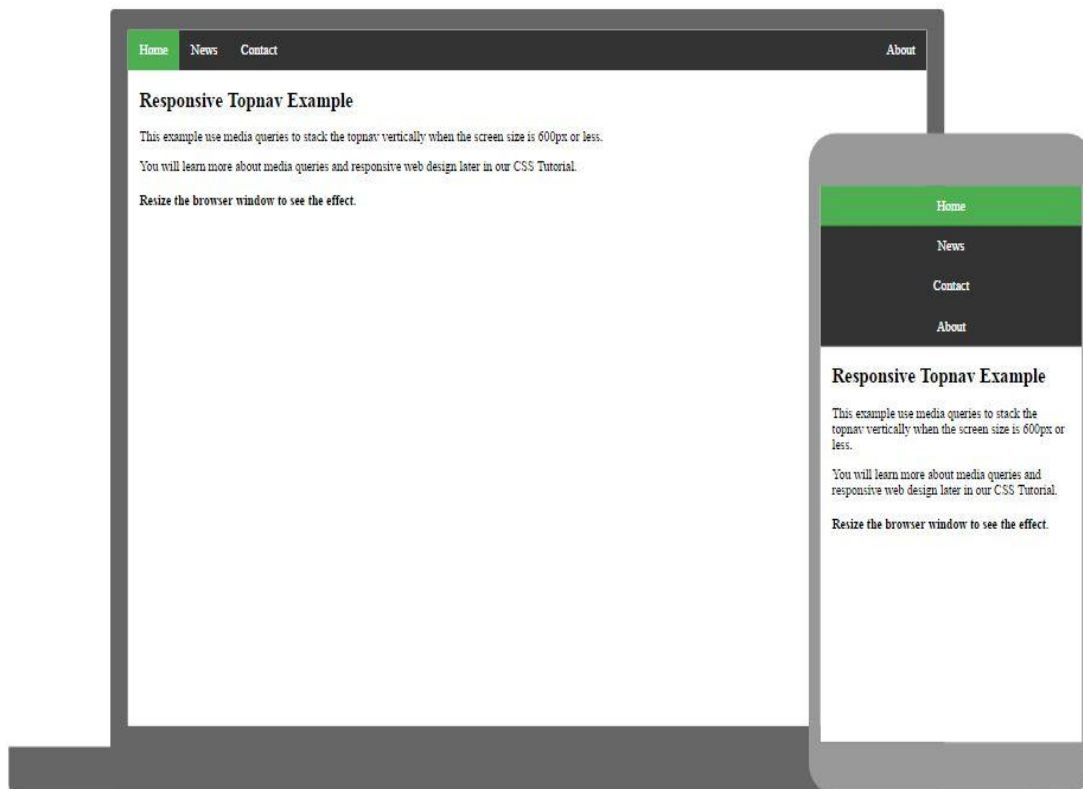 Home News Contact About
Responsive Topnav Example
This example use media queries to stack the topnav vertically when the screen size is 600px or less.
You will learn more about media queries and responsive web design later in our CSS Tutorial.
Resize the browser window to see the effect.
Home
News
Contact
About
Responsive Topnav Example
This example use media queries to stack the
topnav vertically when the screen size is 600px or
less.
You will learn more about media queries and
responsive web design later in our CSS Tutorial.
Resize the browser window to see the effect.